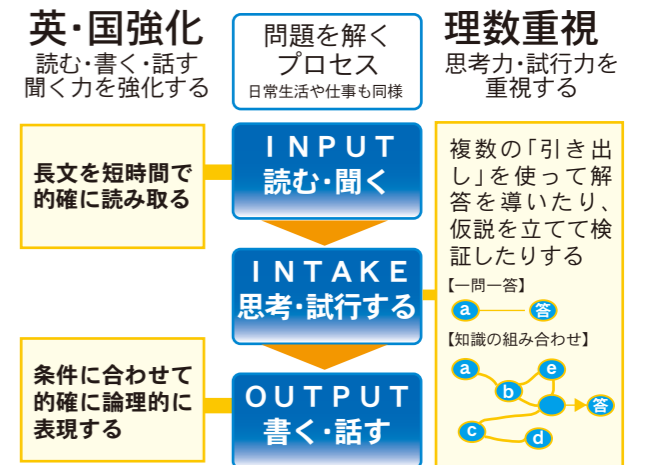 英・国強化
読む・書く・話す
聞く力を強化する
問題を解く
プロセス
日常生活や仕事も同様
理数重視
思考力・試行力を
重視する
長文を短時間で
的確に読み取る
INPUT
読む・聞く
INTAKE
思考・試行する
条件に合わせて
的確に論理的に
表現する
OUTPUT
書く・話す
複数の「引き出
し」を使って解
答を導いたり、
仮説を立てて検
証したりする
【一問一答】
a 答
【知識の組み合わせ】
a e
b
答
c d